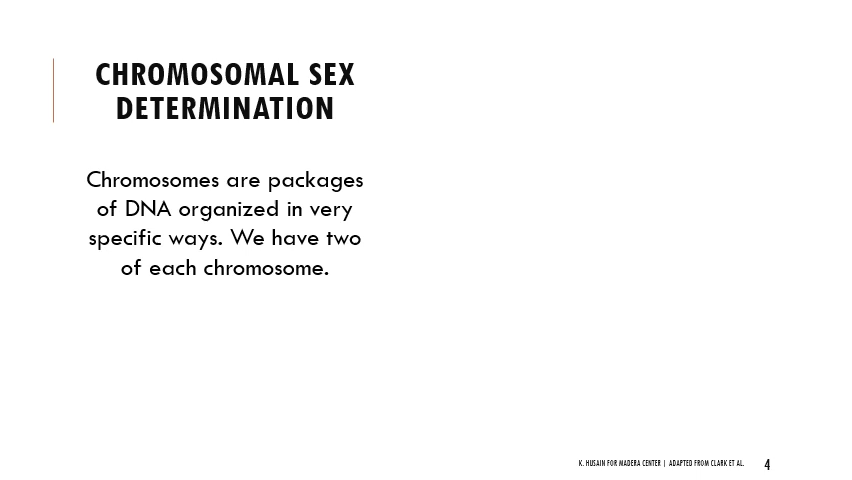 CHROMOSOMAL SEX
DETERMINATION
Chromosomes are packages
of DNA organized in very
specific ways. We have two
of each chromosome.
K. HUSAIN FOR MADERA CENTER | ADAPTED FROM CLARK ET AL. 4